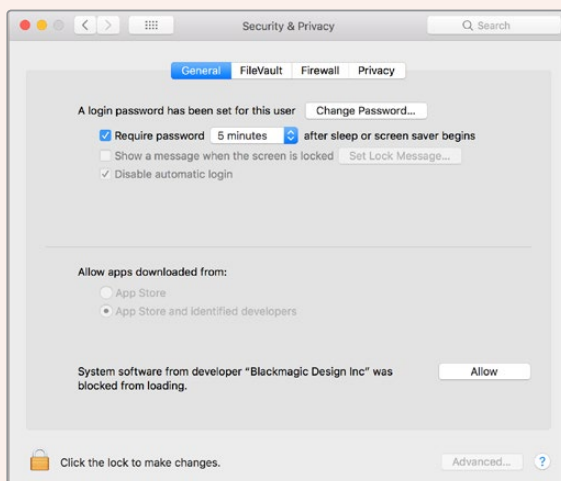 Security & Privacy
Search
General FileVault Firewall Privacy
A login password has been set for this user Change Password...
Require password 5 minutes after sleep or screen saver begins
Show a message when the screen is locked Set Lock Message...
Disable automatic login
Allow apps downloaded from:
App Store
App Store and identified developers
System software from developer “Blackmagic Design Inc” was Allow
blocked from loading.
Click the lock to make changes. Advanced... ?